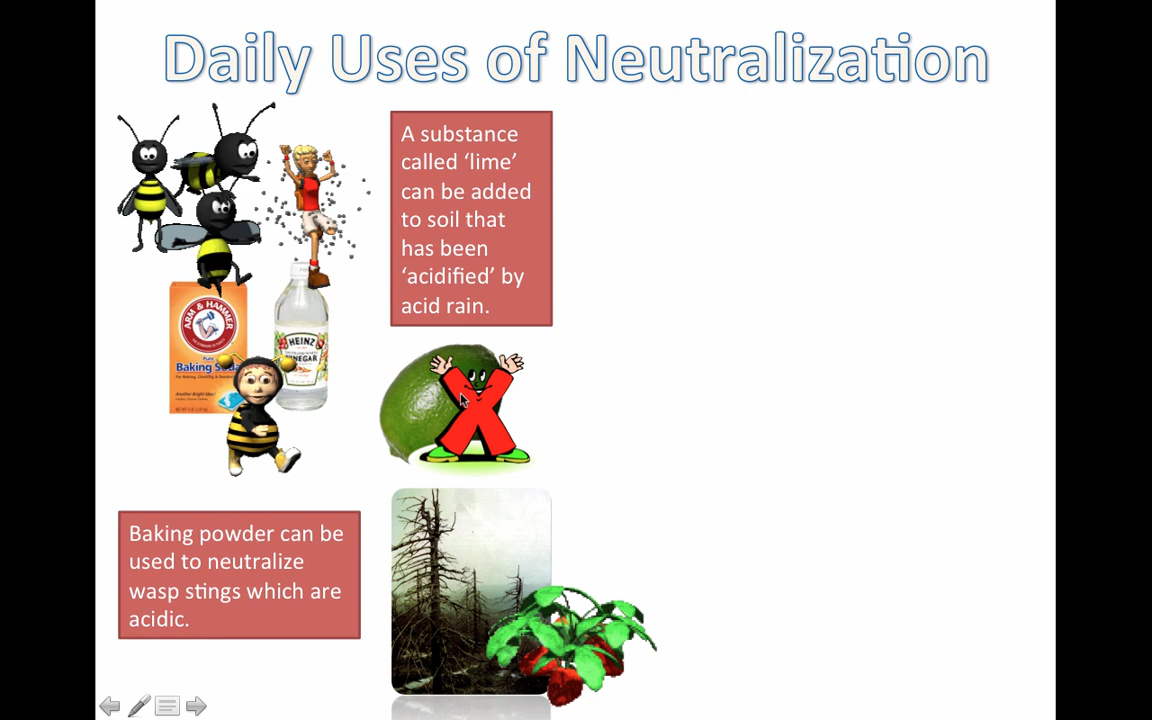 Daily Uses of Neutralization
A substance
called ‘lime’
can be added
to soil that
has been
‘acidified’ by
acid rain.
ARM & HAMMER
Pure
Baking Soda
HEINZ
VINEGAR
Baking powder can be
used to neutralize
wasp stings which are
acidic.